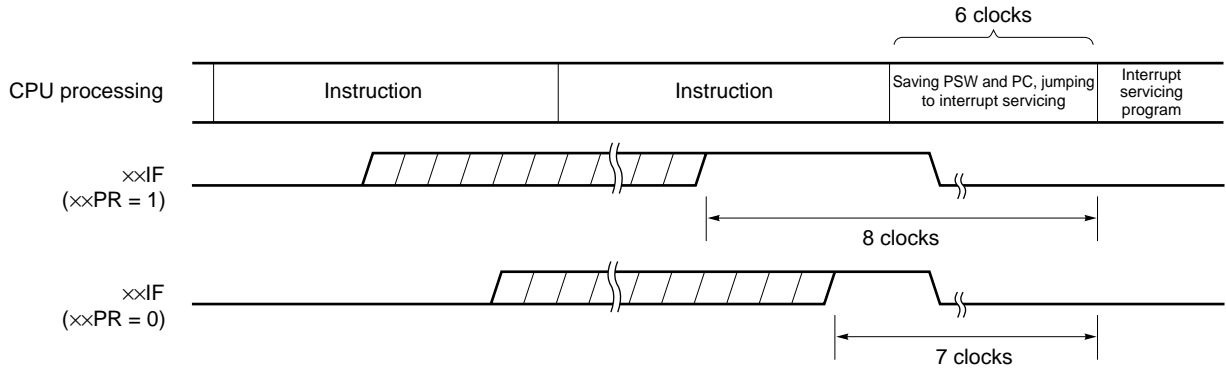 6 clocks
CPU processing
Instruction
Instruction
Saving PSW and PC, jumping
to interrupt servicing
Interrupt
servicing
program
××IF
(××PR = 1)
8 clocks
××IF
(××PR = 0)
7 clocks